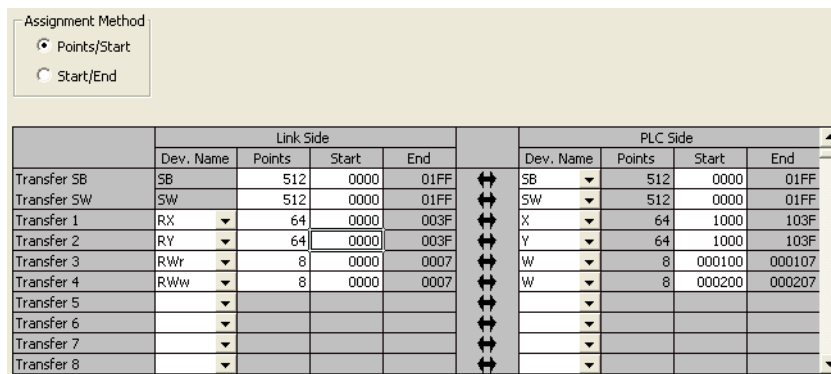 Assignment Method
Points/Start
Start/End
Link Side PLC Side
Dev. Name Points Start End Dev. Name Points Start End
Transfer SB SB 512 0000 01FF SB 512 0000 01FF
Transfer SW SW 512 0000 01FF SW 512 0000 01FF
Transfer 1 RX 64 0000 003F X 64 1000 103F
Transfer 2 RY 64 0000 003F Y 64 1000 103F
Transfer 3 RWr 8 0000 0007 W 8 000100 000107
Transfer 4 RWw 8 0000 0007 W 8 000200 000207
Transfer 5
Transfer 6
Transfer 7
Transfer 8